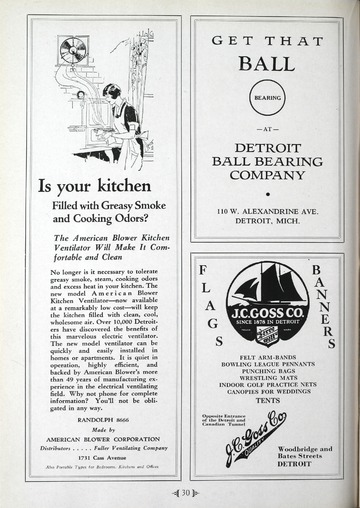 Is your kitchen
Filled with Greasy Smoke
and Cooking Odors?
The American Blower Kitchen
Ventilator Will Make It Com-
fortable and Clean
No longer is it necessary to tolerate
greasy smoke, steam, cooking odors
and excess heat in your kitchen. The
new model American Blower
Kitchen Ventilator—now available
at a remarkably low cost—will keep
the kitchen filled with clean, cool,
wholesome air. Over 10,000 Detroit-
ers have discovered the benefits of
this marvelous electric ventilator.
The new model ventilator can be
quickly and easily installed in
homes or apartments. It is quiet in
operation, highly efficient, and
backed by American Blower's more
than 49 years of manufacturing ex-
perience in the electrical ventilating
field. Why not phone for complete
information? You'll not be obli-
gated in any way.
RANDOLPH 8666
Made by
AMERICAN BLOWER CORPORATION
Distributors . . . . . Fuller Ventilating Company
1731 Cass Avenue
Also Portable Types for Bedrooms, Kitchens and Offices
GET THAT
BALL
BEARING
—AT—
DETROIT
BALL BEARING
COMPANY
110 W. ALEXANDRINE AVE.
DETROIT, MICH.
FLAGS
BANNERS
J.C.GOSS CO.
SINCE 1878 IN DETROIT
FELT ARM-BANDS
BOWLING LEAGUE PENNANTS
PUNCHING BAGS
WRESTLING MATS
INDOOR GOLF PRACTICE NETS
CANOPIES FOR WEDDINGS
TENTS
Opposite Entrance
of the Detroit and
Canadian Tunnel
J.C. Goss Co.
Woodbridge and
Bates Streets
DETROIT
30